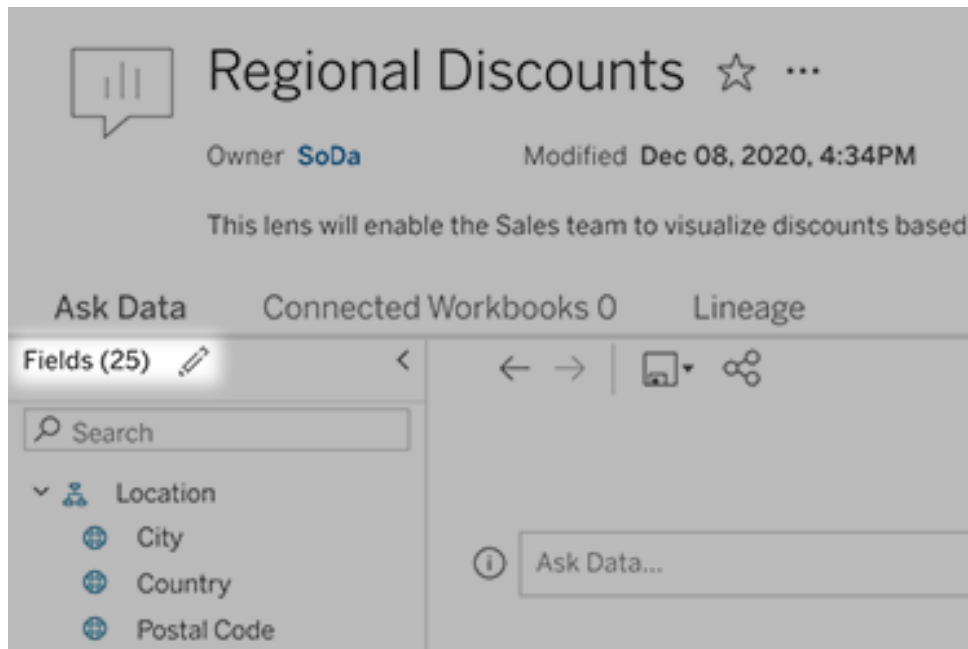 Regional Discounts
Owner SoDa Modified Dec 08, 2020, 4:34PM
This lens will enable the Sales team to visualize discounts based
Ask Data Connected Workbooks 0 Lineage
Fields (25)
Search
Location
City
Ask Data...
Country
Postal Code